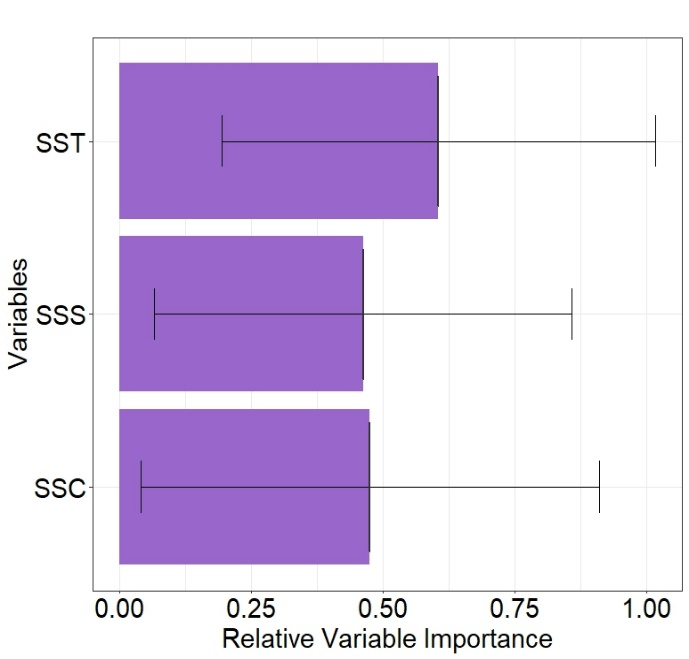 SST
SSS
SSC
Variables
0.00 0.25 0.50 0.75 1.00
Relative Variable Importance